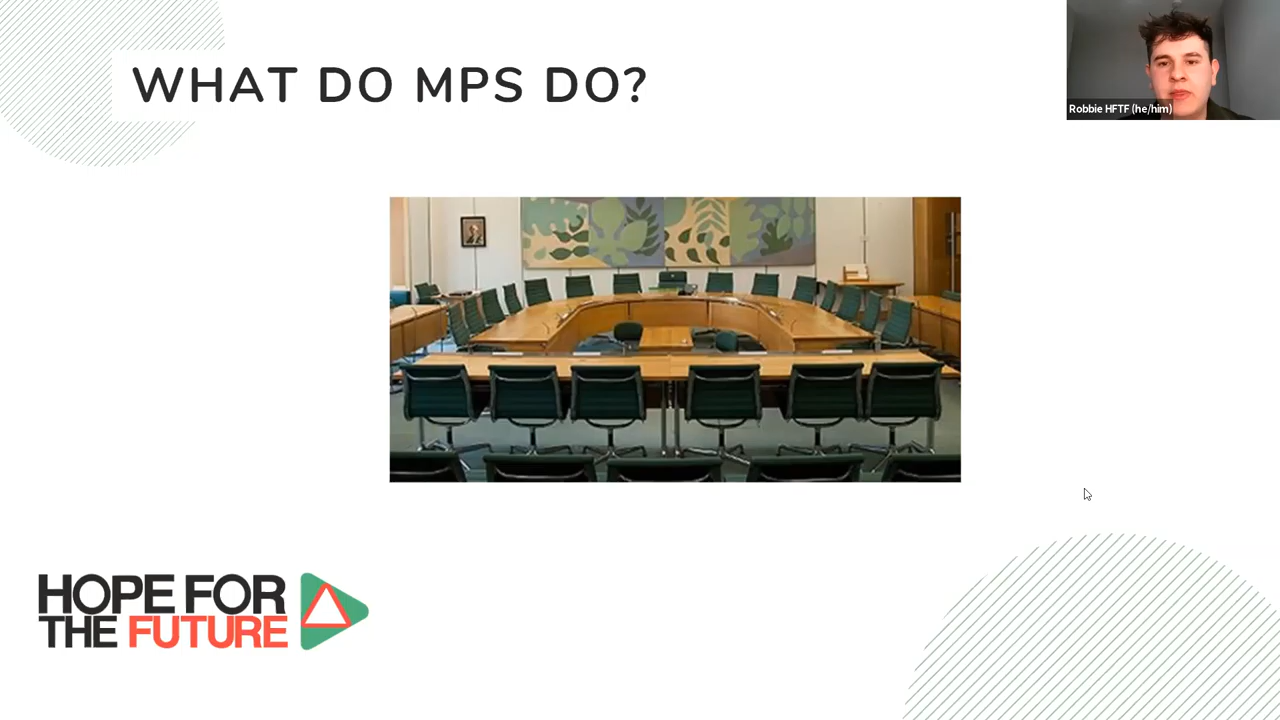 WHAT DO MPS DO?
Robbie HFTF (he/him)
HOPE FOR
THE FUTURE